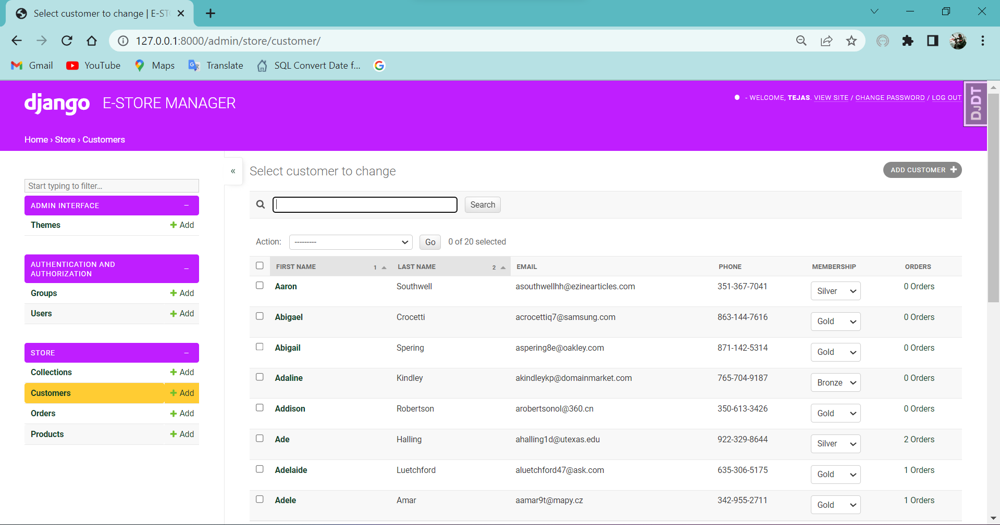 Select customer to change | E-ST
127.0.0.1:8000/admin/store/customer/
Gmail YouTube Maps Translate SQL Convert Date f...
django E-STORE MANAGER
- WELCOME, TEJAS. VIEW SITE / CHANGE PASSWORD / LOG OUT
DJDT
Home › Store › Customers
Start typing to filter...
ADMIN INTERFACE –
Themes + Add
AUTHENTICATION AND
AUTHORIZATION –
Groups + Add
Users + Add
STORE –
Collections + Add
Customers + Add
Orders + Add
Products + Add
«
Select customer to change
ADD CUSTOMER +
Search
Action: --------- Go 0 of 20 selected
FIRST NAME 1 LAST NAME 2 EMAIL PHONE MEMBERSHIP ORDERS
Aaron Southwell asouthwellhh@ezinearticles.com 351-367-7041 Silver 0 Orders
Abigael Crocetti acrocettiq7@samsung.com 863-144-7616 Gold 0 Orders
Abigail Spering aspering8e@oakley.com 871-142-5314 Gold 0 Orders
Adaline Kindley akindleykp@domainmarket.com 765-704-9187 Bronze 0 Orders
Addison Robertson arobertsonol@360.cn 350-613-3426 Gold 0 Orders
Ade Halling ahalling1d@utexas.edu 922-329-8644 Silver 2 Orders
Adelaide Luetchford aluetchford47@ask.com 635-306-5175 Gold 1 Orders
Adele Amar aamar9t@mapy.cz 342-955-2711 Gold 1 Orders